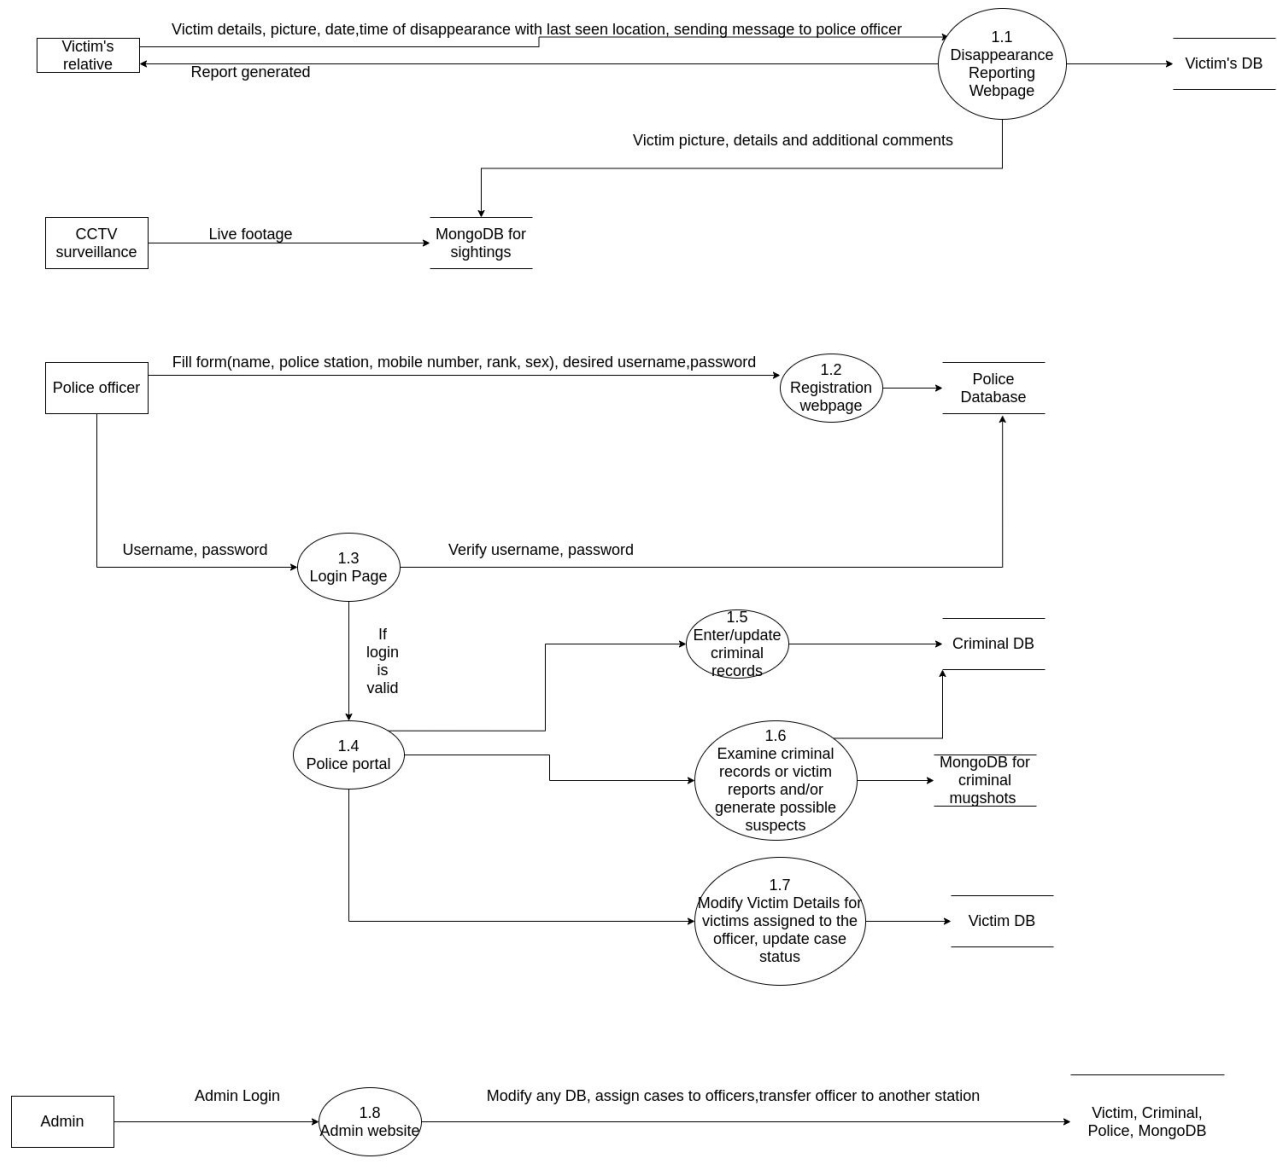 Victim details, picture, date,time of disappearance with last seen location, sending message to police officer
Victim's
relative
Report generated
1.1
Disappearance
Reporting
Webpage
Victim's DB
Victim picture, details and additional comments
CCTV
surveillance
Live footage
MongoDB for
sightings
Police officer
Fill form(name, police station, mobile number, rank, sex), desired username,password
1.2
Registration
webpage
Police
Database
Username, password
1.3
Login Page
Verify username, password
If
login
is
valid
1.4
Police portal
1.5
Enter/update
criminal
records
Criminal DB
1.6
Examine criminal
records or victim
reports and/or
generate possible
suspects
MongoDB for
criminal
mugshots
1.7
Modify Victim Details for
victims assigned to the
officer, update case
status
Victim DB
Admin
Admin Login
1.8
Admin website
Modify any DB, assign cases to officers,transfer officer to another station
Victim, Criminal,
Police, MongoDB